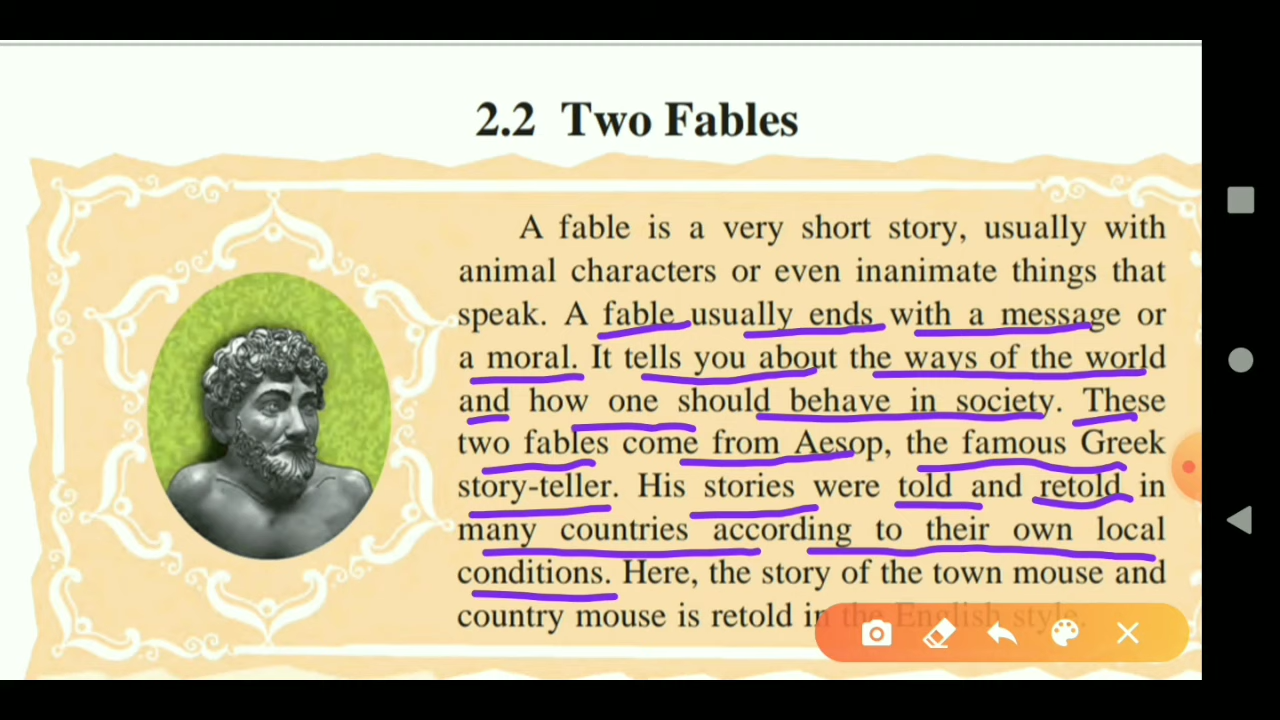 2.2 Two Fables
A fable is a very short story, usually with
animal characters or even inanimate things that
speak. A fable usually ends with a message or
a moral. It tells you about the ways of the world
and how one should behave in society. These
two fables come from Aesop, the famous Greek
story-teller. His stories were told and retold in
many countries according to their own local
conditions. Here, the story of the town mouse and
country mouse is retold in the English style.